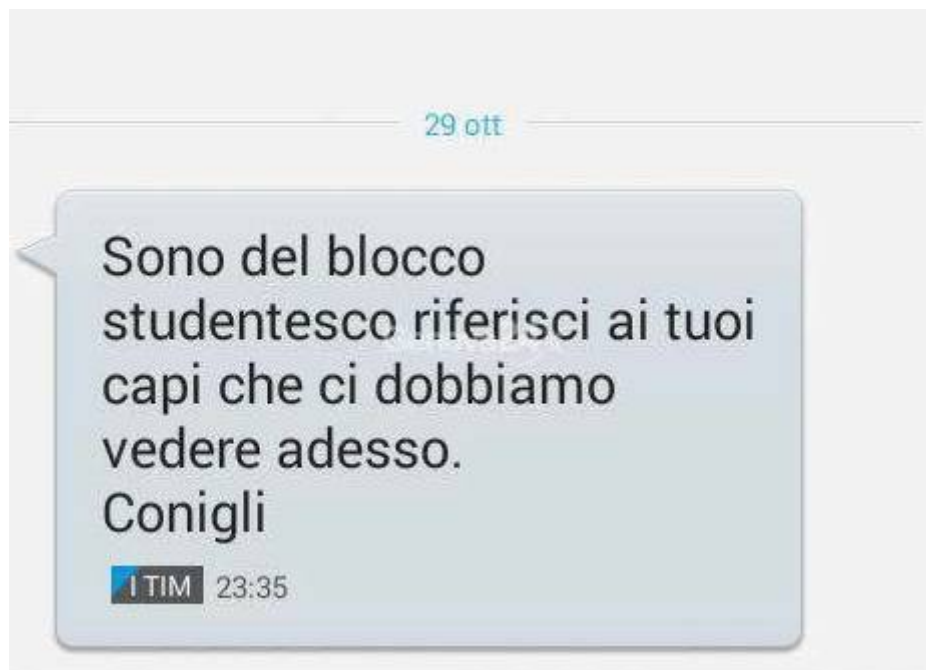 29 ott
Sono del blocco
studentesco riferisci ai tuoi
capi che ci dobbiamo
vedere adesso.
Conigli
I TIM 23:35